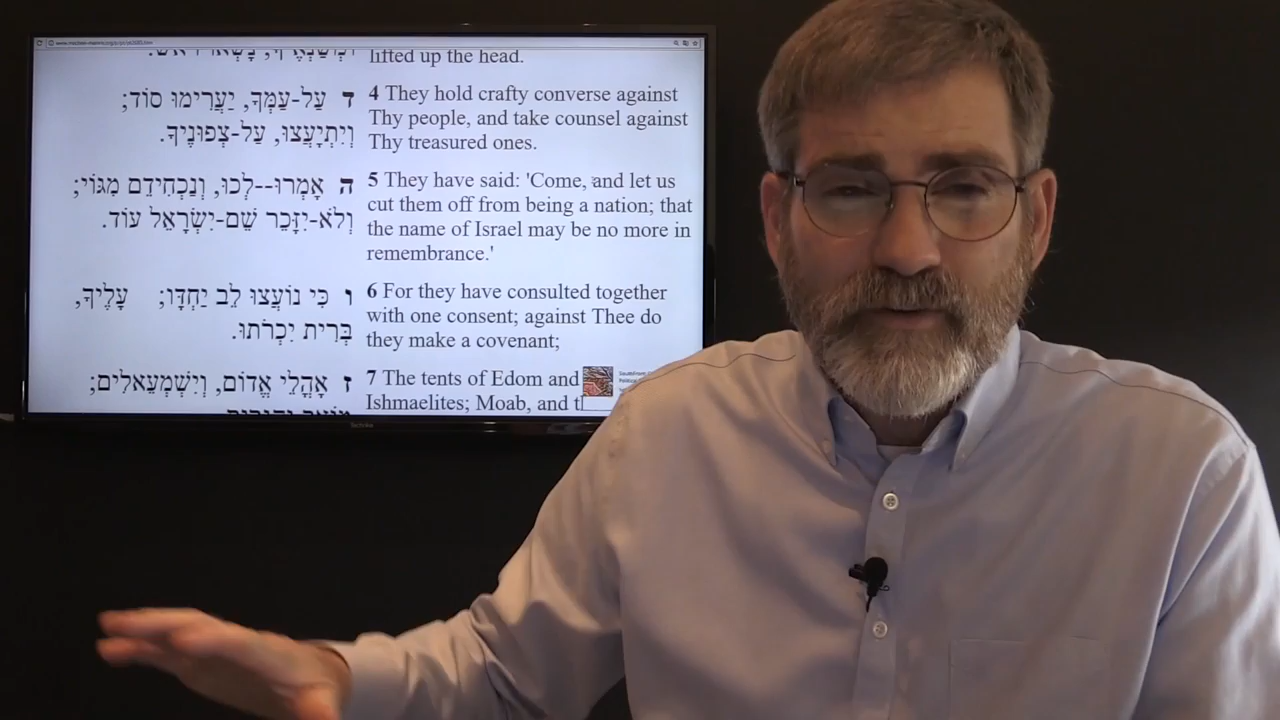 lifted up the head.
ד עַל-עַמְּךָ, יַעֲרִימוּ סוֹד;
וְיִתְיָעֲצוּ, עַל-צְפוּנֶיךָ.
4 They hold crafty converse against
Thy people, and take counsel against
Thy treasured ones.
ה אָמְרוּ--לְכוּ, וְנַכְחִידֵם מִגּוֹי;
וְלֹא-יִזָּכֵר שֵׁם-יִשְׂרָאֵל עוֹד.
5 They have said: 'Come, and let us
cut them off from being a nation; that
the name of Israel may be no more in
remembrance.'
ו כִּי נוֹעֲצוּ לֵב יַחְדָּו; עָלֶיךָ,
בְּרִית יִכְרֹתוּ.
6 For they have consulted together
with one consent; against Thee do
they make a covenant;
ז אָהֳלֵי אֱדוֹם, וְיִשְׁמְעֵאלִים;
7 The tents of Edom and
Ishmaelites; Moab, and t